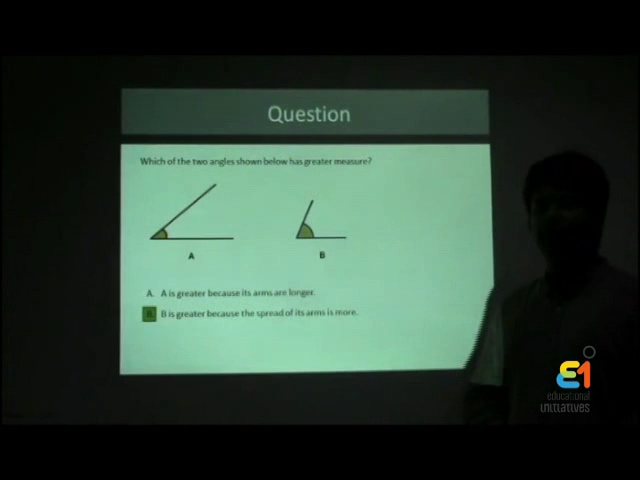 Question
Which of the two angles shown below has greater measure?
A
B
A. A is greater because its arms are longer.
B. B is greater because the spread of its arms is more.
Ei
educational
initiatives